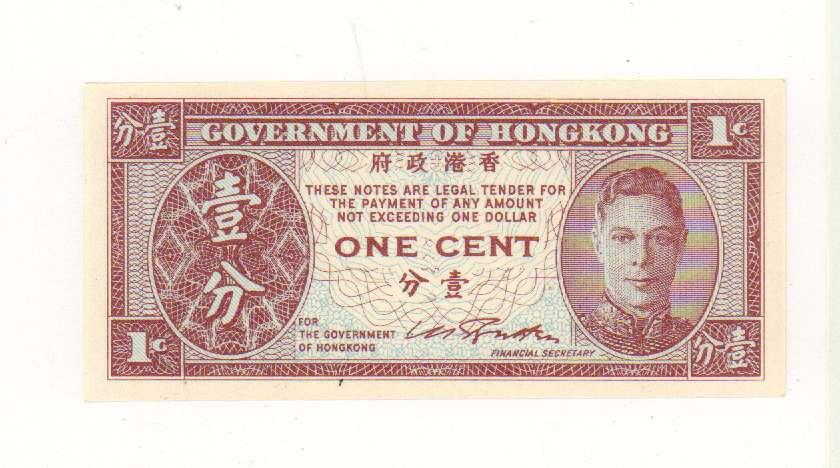 分壹
GOVERNMENT OF HONGKONG
1¢
府政港香
THESE NOTES ARE LEGAL TENDER FOR
THE PAYMENT OF ANY AMOUNT
NOT EXCEEDING ONE DOLLAR
壹
分
ONE CENT
分壹
FOR
THE GOVERNMENT
OF HONGKONG
FINANCIAL SECRETARY
1¢
分壹